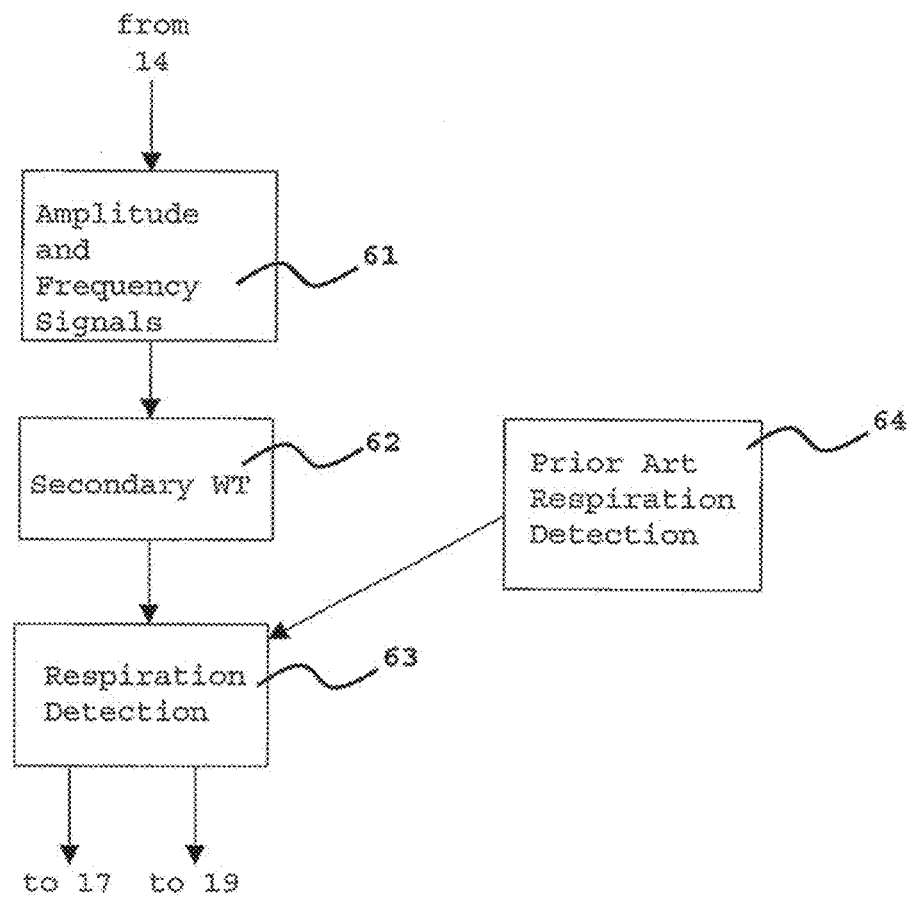 from
14
Amplitude
and
Frequency
Signals
61
Secondary WT
62
Prior Art
Respiration
Detection
64
Respiration
Detection
63
to 17 to 19